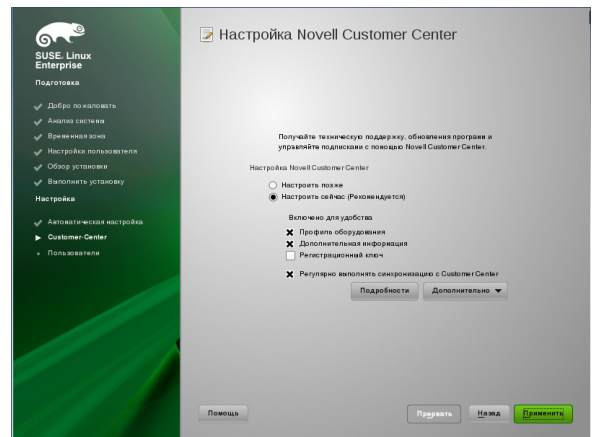 SUSE. Linux
Enterprise
Подготовка
Добро пожаловать
Анализ системы
Временная зона
Настройки пользователя
Обзор установки
Выполнить установку
Настройка
Автоматическая настройка
Customer-Center
Пользователи
Настройка Novell Customer Center
Получайте техническую поддержку, обновления программ и
управляйте подписками с помощью Novell Customer Center.
Настройка Novell Customer Center
Настроить позже
Настроить сейчас (Рекомендуется)
Включено для удобства
Профиль оборудования
Дополнительная информация
Регистрационный ключ
Регулярно выполнять синхронизацию с Customer Center
Подробности
Дополнительно
Помощь
Прервать
Назад
Применить